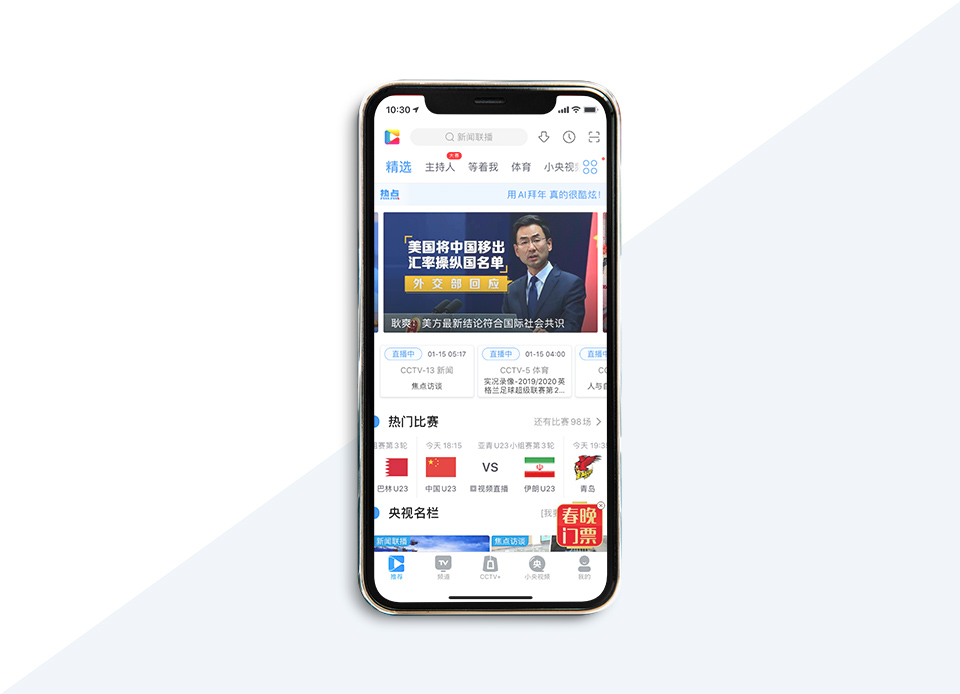 10:30
新闻联播
大赛
精选 主持人 等着我 体育 小央视频
热点 用AI拜年 真的很酷炫!
美国将中国移出
汇率操纵国名单
外交部回应
耿爽:美方最新结论符合国际社会共识
直播中 01-15 05:17 直播中 01-15 04:00 直播中
CCTV-13 新闻 CCTV-5 体育 CC
焦点访谈 实况录像-2019/2020英格兰足球超级联赛第2... 人与自
热门比赛 还有比赛98场
组赛第3轮 今天 18:15 亚青U23小组赛第3轮 今天 19:35
VS
巴林U23 中国U23 视频直播 伊朗U23 青岛
央视名栏 [我
春晚
门票
新闻联播 焦点访谈
TV 央
推荐 频道 CCTV+ 小央视频 我的